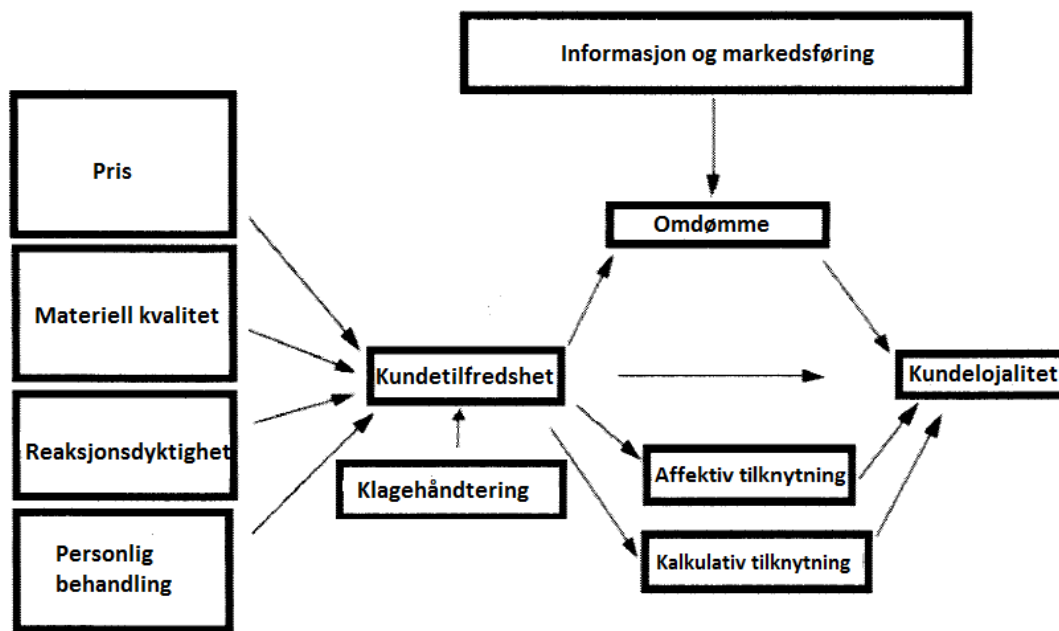 Informasjon og markedsføring
Pris
Omdømme
Materiell kvalitet
Kundetilfredshet
Kundelojalitet
Reaksjonsdyktighet
Klagehåndtering
Affektiv tilknytning
Kalkulativ tilknytning
Personlig
behandling